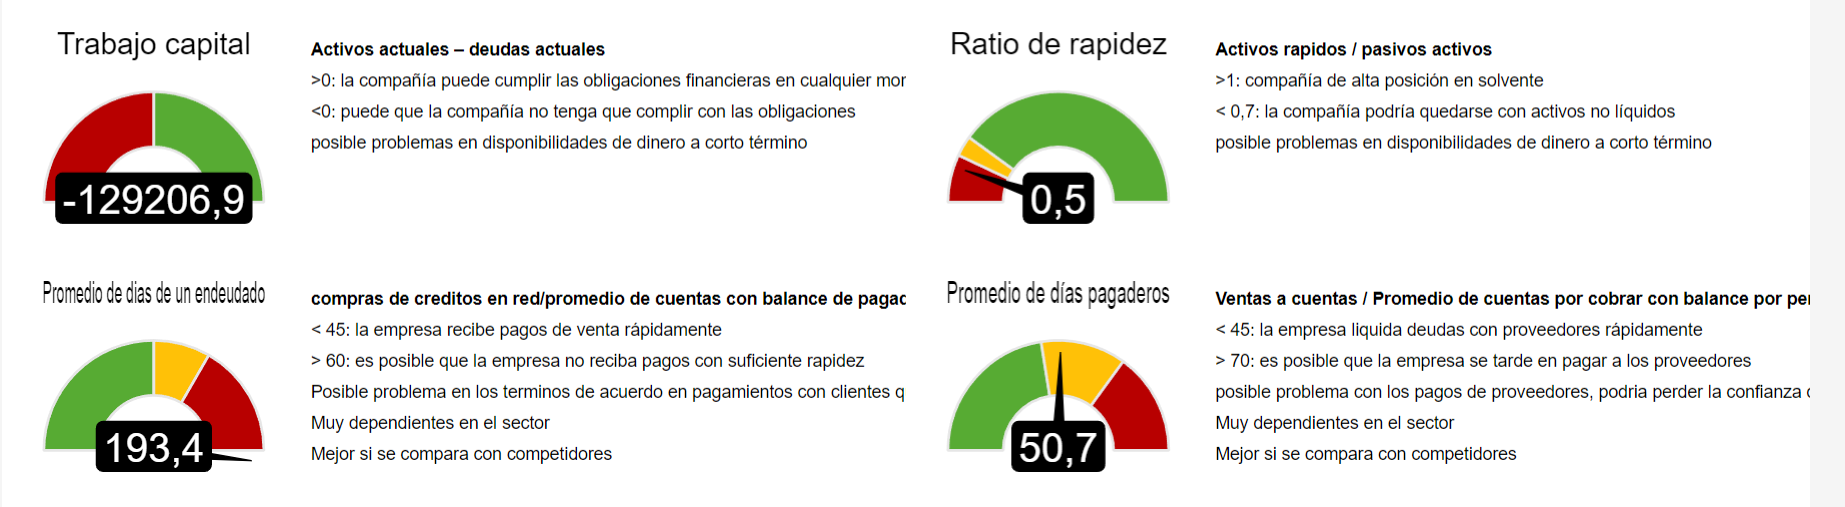 Trabajo capital
Activos actuales – deudas actuales
>0: la compañía puede cumplir las obligaciones financieras en cualquier
<0: puede que la compañía no tenga que complir con las obligaciones
posible problemas en disponibilidades de dinero a corto término
-129206,9
Ratio de rapidez
Activos rapidos / pasivos activos
>1: compañía de alta posición en solvente
< 0,7: la compañía podría quedarse con activos no líquidos
posible problemas en disponibilidades de dinero a corto término
0,5
Promedio de dias de un endeudado
compras de creditos en red/promedio de cuentas con balance de
< 45: la empresa recibe pagos de venta rápidamente
> 60: es posible que la empresa no reciba pagos con suficiente rapidez
Posible problema en los terminos de acuerdo en pagamientos con clientes
Muy dependientes en el sector
Mejor si se compara con competidores
193,4
Promedio de días pagaderos
Ventas a cuentas / Promedio de cuentas por cobrar con balance por
< 45: la empresa liquida deudas con proveedores rápidamente
> 70: es posible que la empresa se tarde en pagar a los proveedores
posible problema con los pagos de proveedores, podria perder la confianza
Muy dependientes en el sector
Mejor si se compara con competidores
50,7